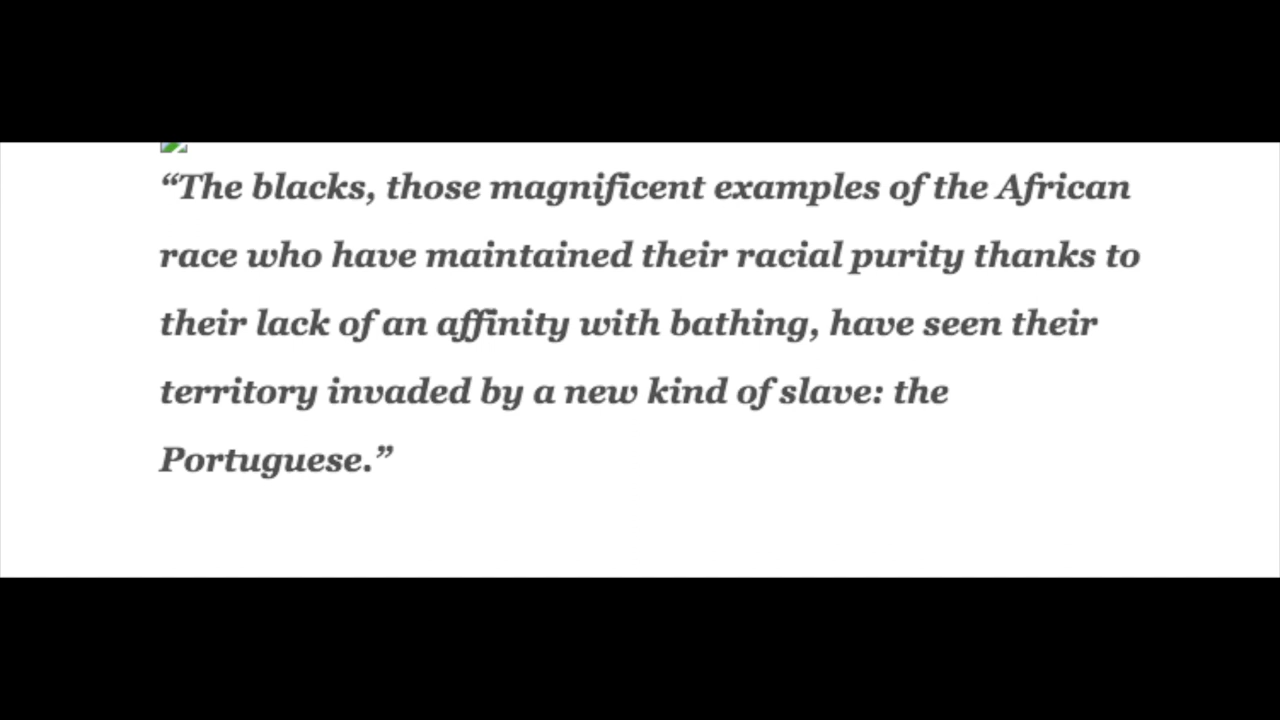 “The blacks, those magnificent examples of the African
race who have maintained their racial purity thanks to
their lack of an affinity with bathing, have seen their
territory invaded by a new kind of slave: the
Portuguese.”